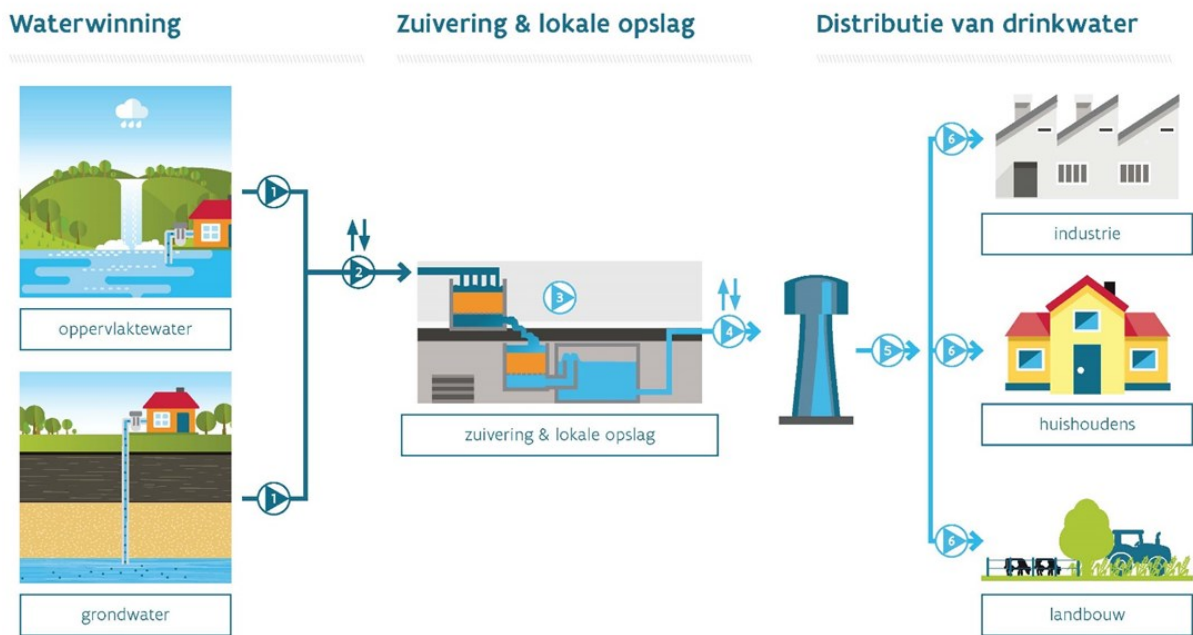 Waterwinning
Zuivering & lokale opslag
Distributie van drinkwater
1
oppervlaktewater
1
grondwater
2
3
zuivering & lokale opslag
4
5
6
industrie
6
huishoudens
6
landbouw